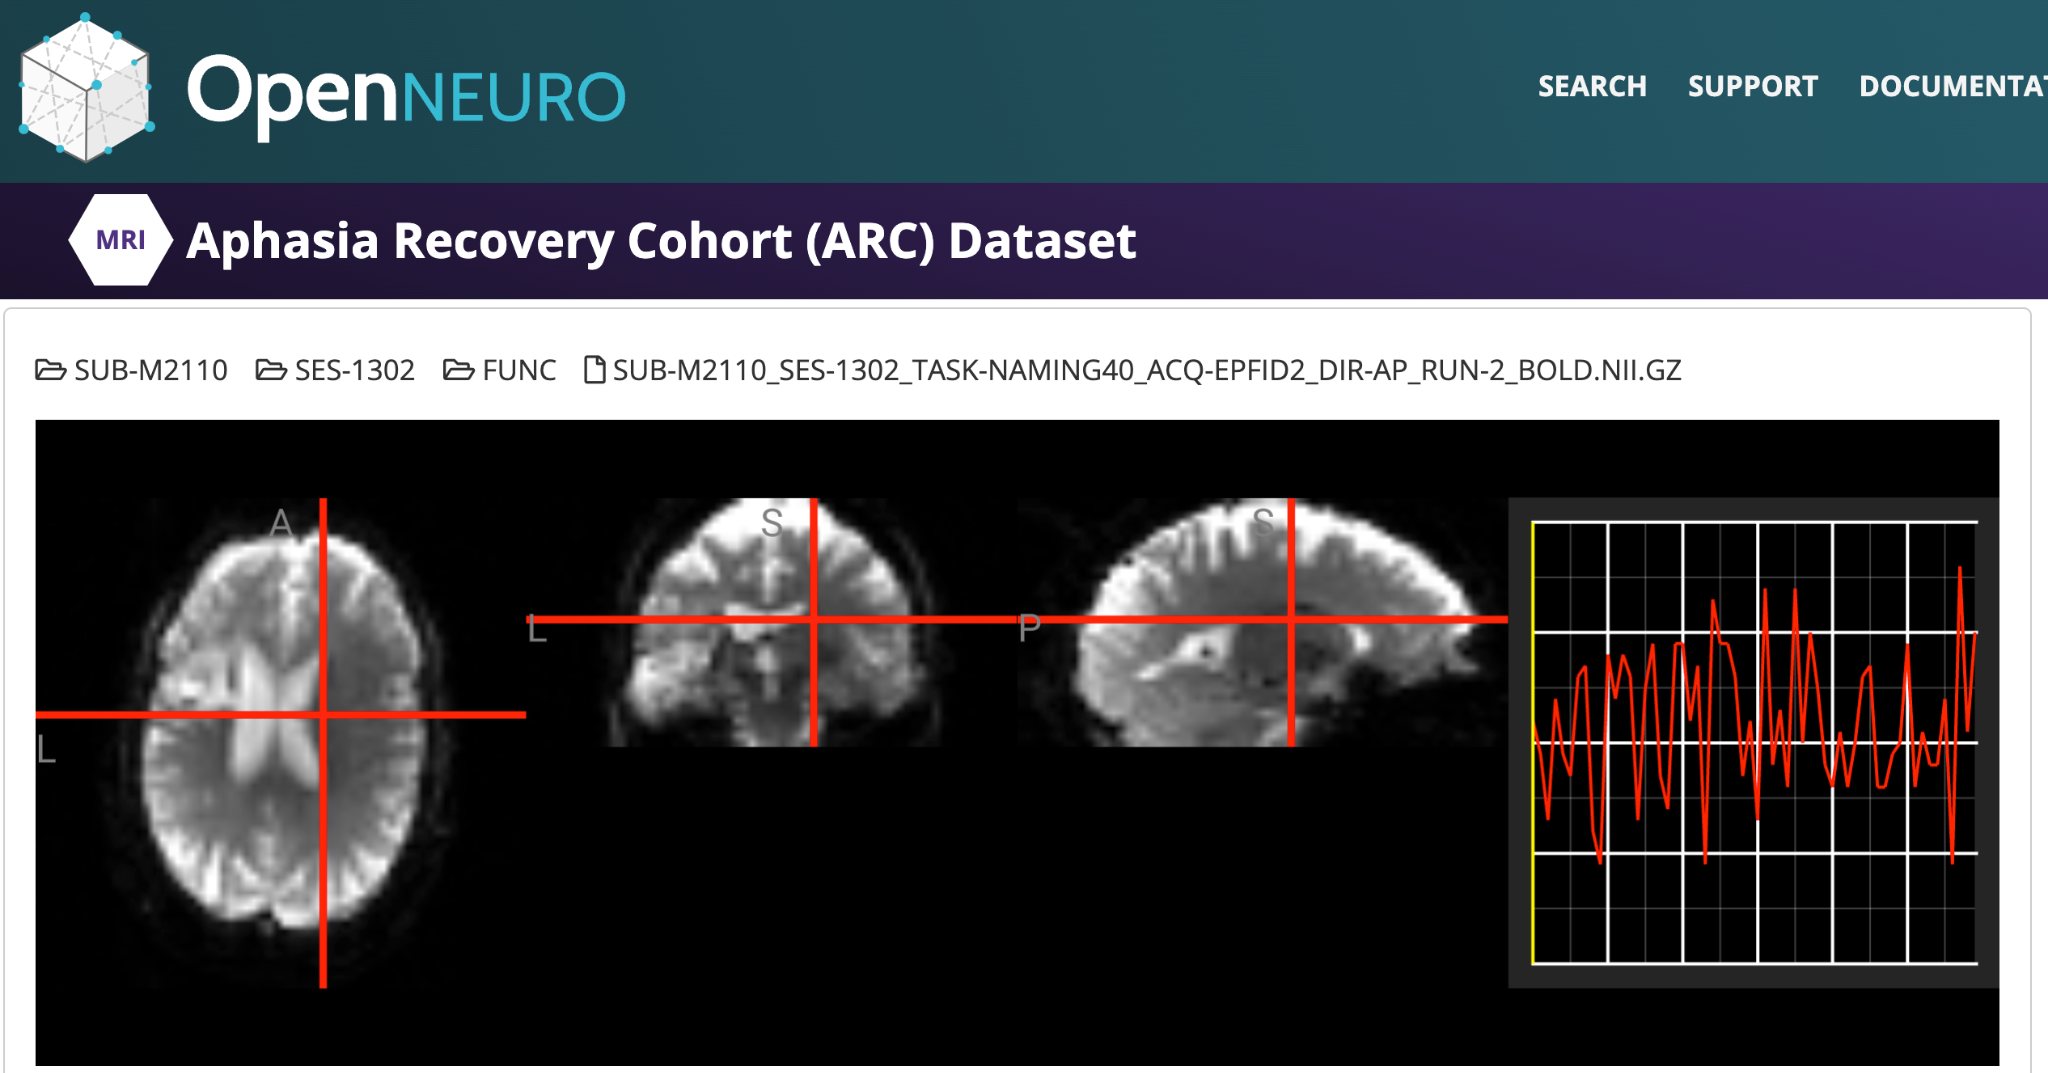 OpenNEURO
SEARCH SUPPORT DOCUMENTAT
MRI Aphasia Recovery Cohort (ARC) Dataset
SUB-M2110 SES-1302 FUNC SUB-M2110_SES-1302_TASK-NAMING40_ACQ-EPFID2_DIR-AP_RUN-2_BOLD.NII.GZ
A S S
L P
L